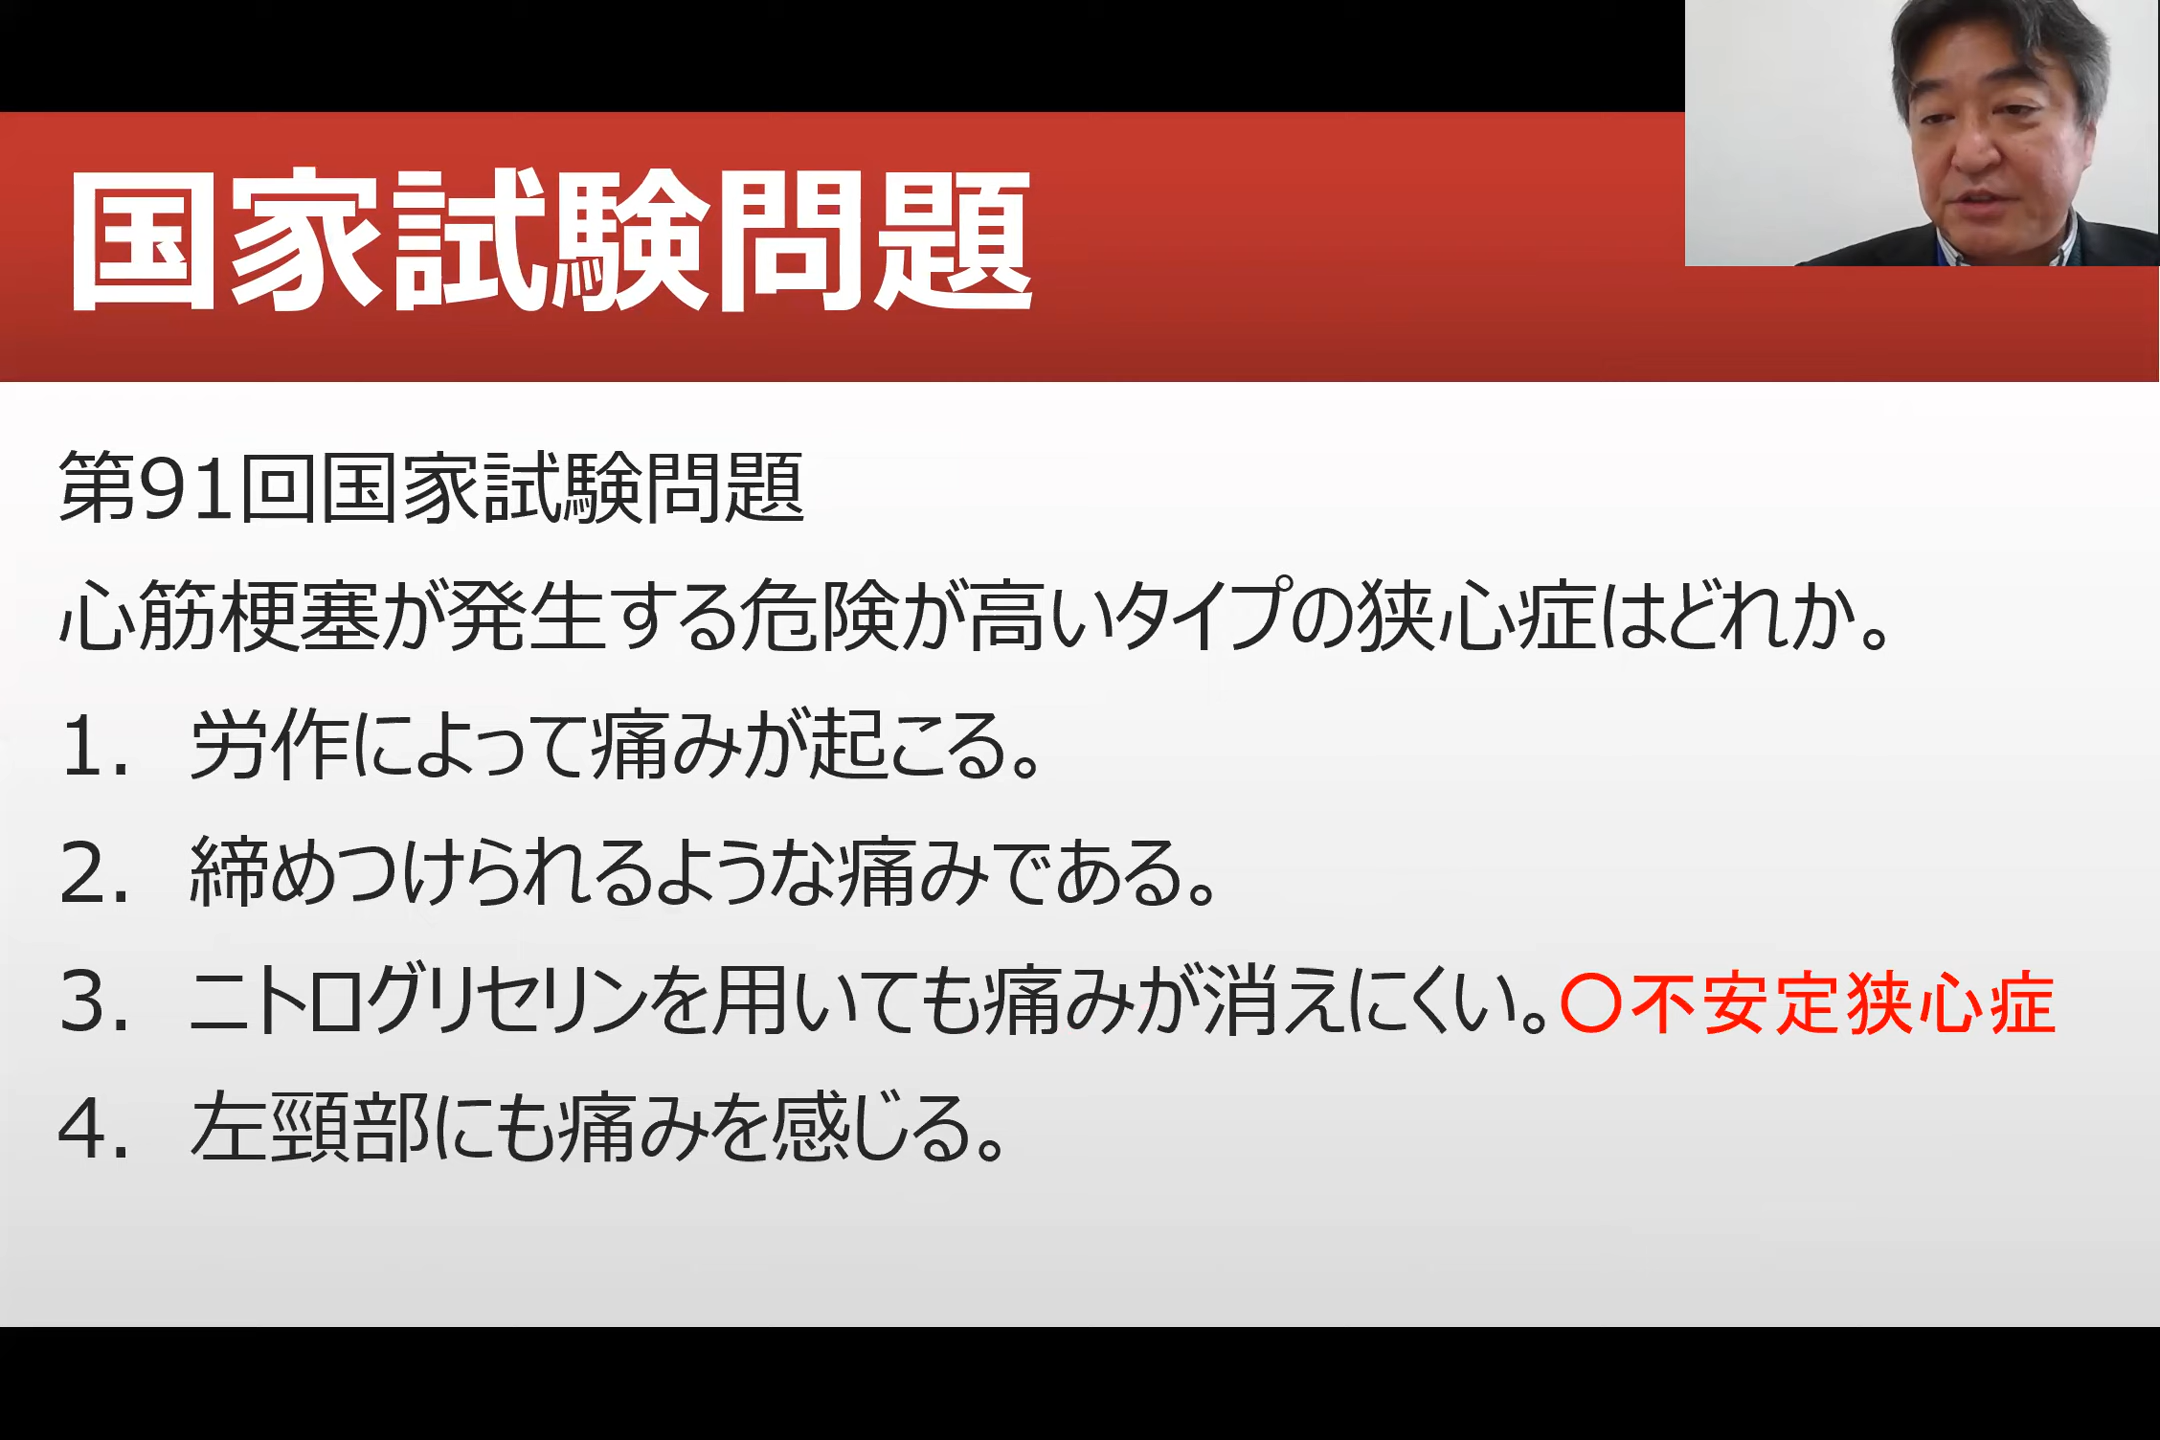 国家試験問題
第91回国家試験問題
心筋梗塞が発生する危険が高いタイプの狭心症はどれか。
1. 労作によって痛みが起こる。
2. 締めつけられるような痛みである。
3. ニトログリセリンを用いても痛みが消えにくい。〇不安定狭心症
4. 左頸部にも痛みを感じる。